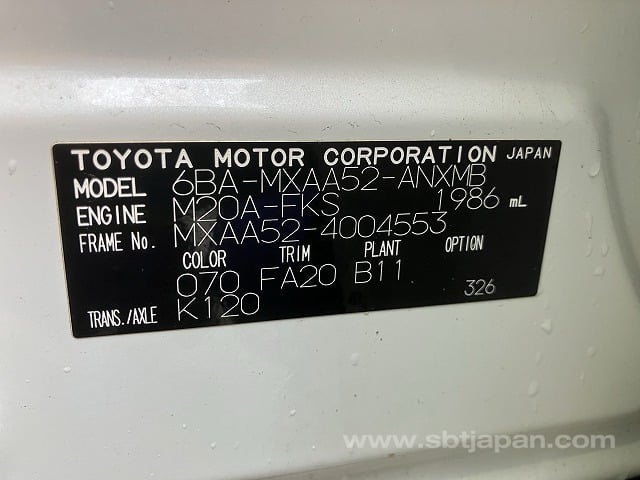 TOYOTA MOTOR CORPORATION JAPAN
MODEL 6BA-MXAA52-ANXMB
ENGINE M20A-FKS 1986 mL
FRAME No. MXAA52-4004553
COLOR TRIM PLANT OPTION
070 FA20 B11
TRANS./AXLE K120 326
www.sbtjapan.com